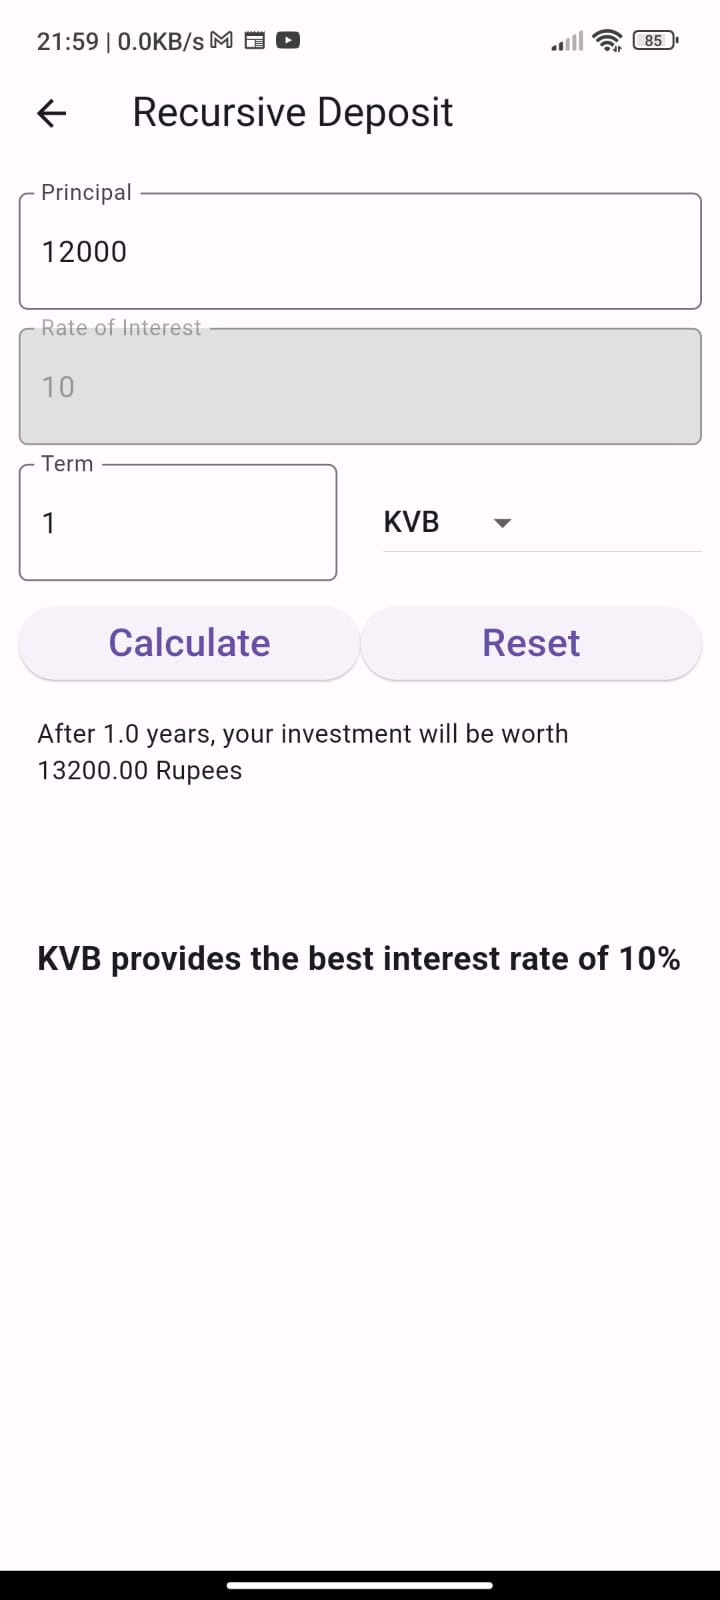 21:59 | 0.0KB/s
85
Recursive Deposit
Principal
12000
Rate of Interest
10
Term
1
KVB
Calculate
Reset
After 1.0 years, your investment will be worth
13200.00 Rupees
KVB provides the best interest rate of 10%